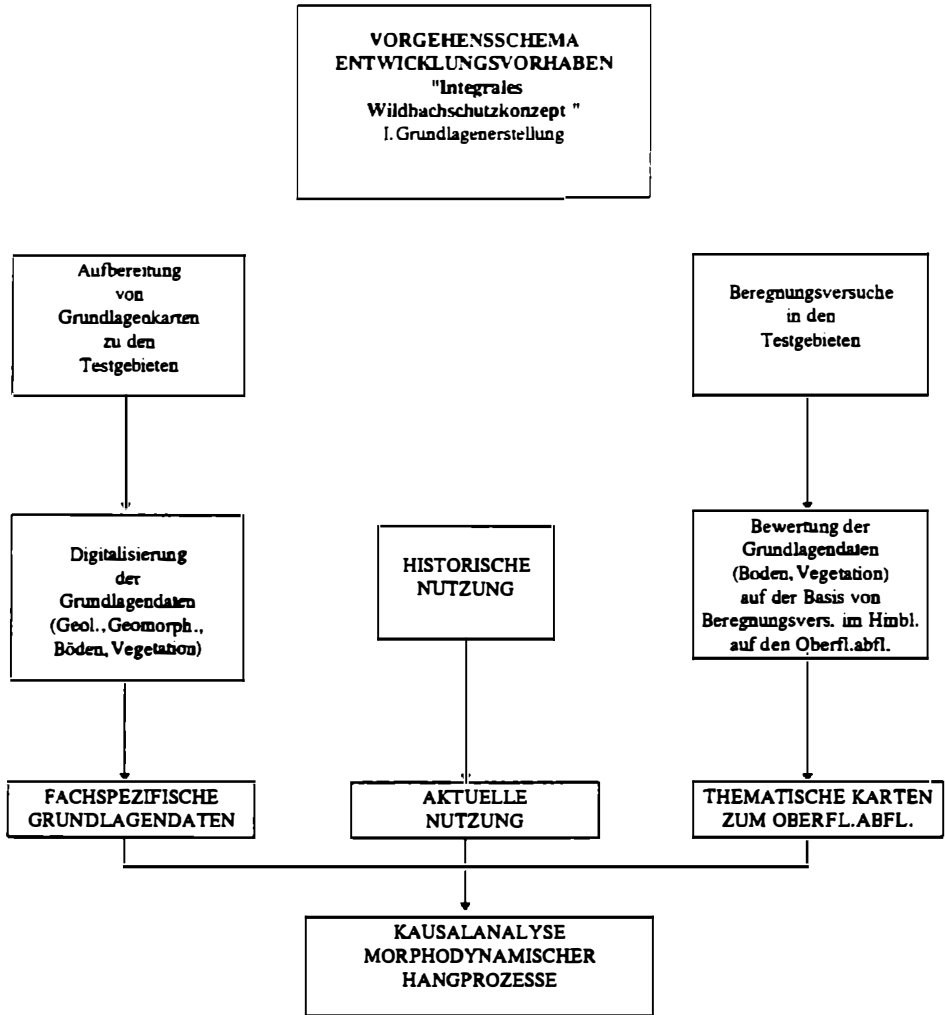 VORGEHENSSCHEMA
ENTWICKLUNGSVORHABEN
"Integrales
Wildbachschutzkonzept "
I. Grundlagenerstellung
Aufbereitung
von
Grundlagenkarten
zu den
Testgebieten
Beregnungsversuche
in den
Testgebieten
Digitalisierung
der
Grundlagendaten
(Geol., Geomorph.,
Böden, Vegetation)
HISTORISCHE
NUTZUNG
Bewertung der
Grundlagendaten
(Boden, Vegetation)
auf der Basis von
Beregnungsvers. im Hinbl.
auf den Oberfl.abfl.
FACHSPEZIFISCHE
GRUNDLAGENDATEN
AKTUELLE
NUTZUNG
THEMATISCHE KARTEN
ZUM OBERFL.ABFL.
KAUSALANALYSE
MORPHODYNAMISCHER
HANGPROZESSE